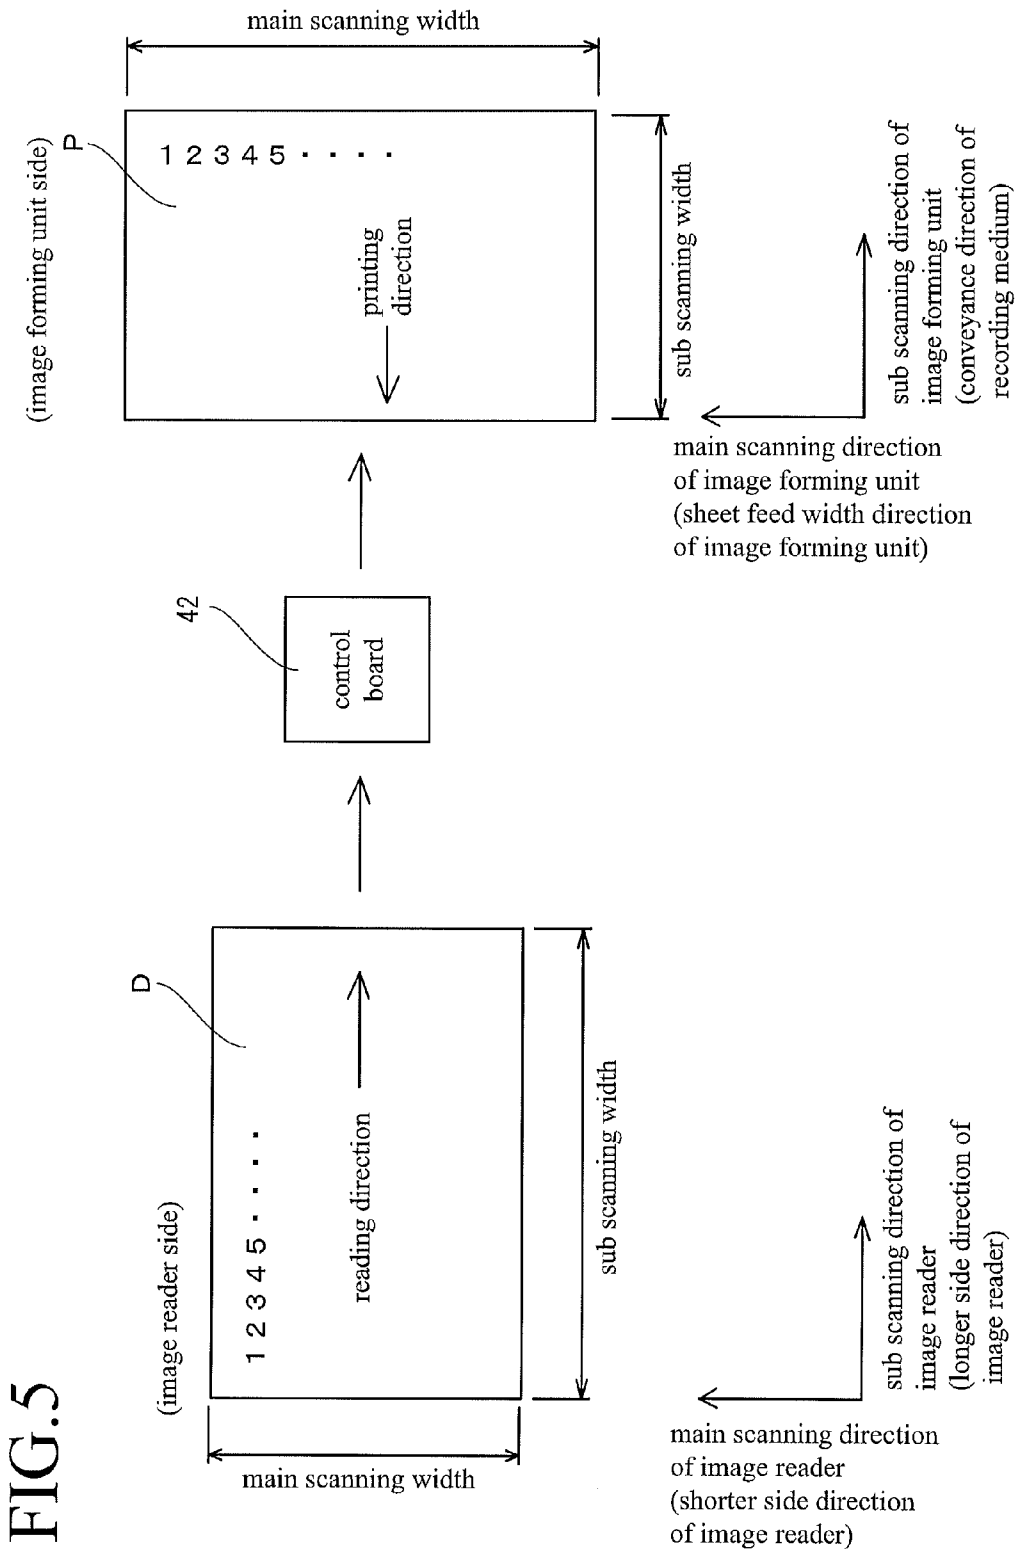 FIG.5
(image reader side)
D
1 2 3 4 5 · · · ·
reading direction
main scanning width
sub scanning width
main scanning direction
of image reader
(shorter side direction
of image reader)
sub scanning direction of
image reader
(longer side direction of
image reader)
42
control
board
(image forming unit side)
P
1 2 3 4 5 · · · ·
printing
direction
main scanning width
sub scanning width
main scanning direction
of image forming unit
(sheet feed width direction
of image forming unit)
sub scanning direction of
image forming unit
(conveyance direction of
recording medium)